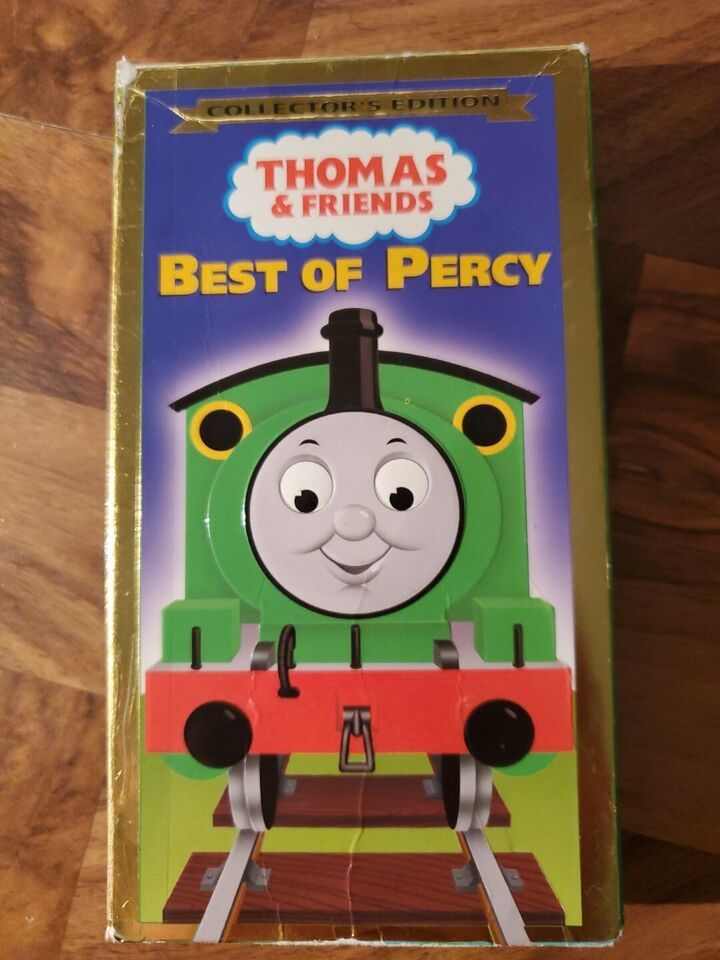 COLLECTOR'S EDITION
THOMAS
& FRIENDS
BEST OF PERCY